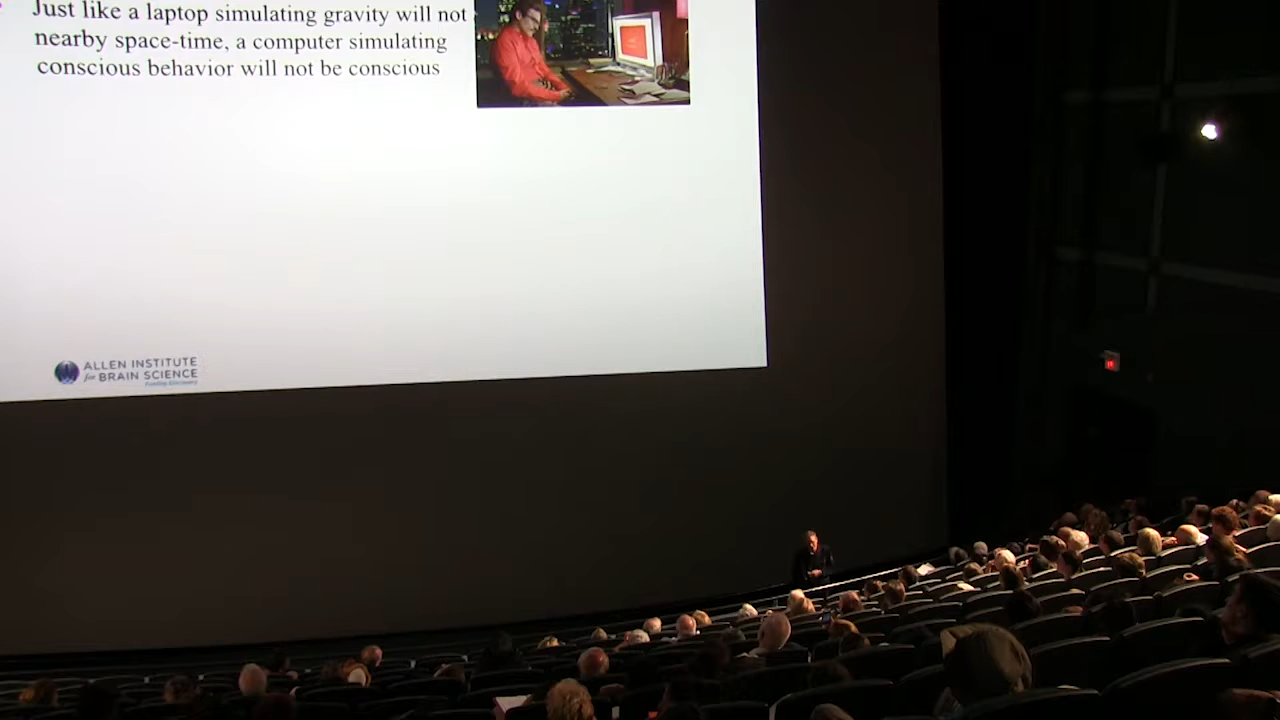 Just like a laptop simulating gravity will not
nearby space-time, a computer simulating
conscious behavior will not be conscious
ALLEN INSTITUTE
for BRAIN SCIENCE